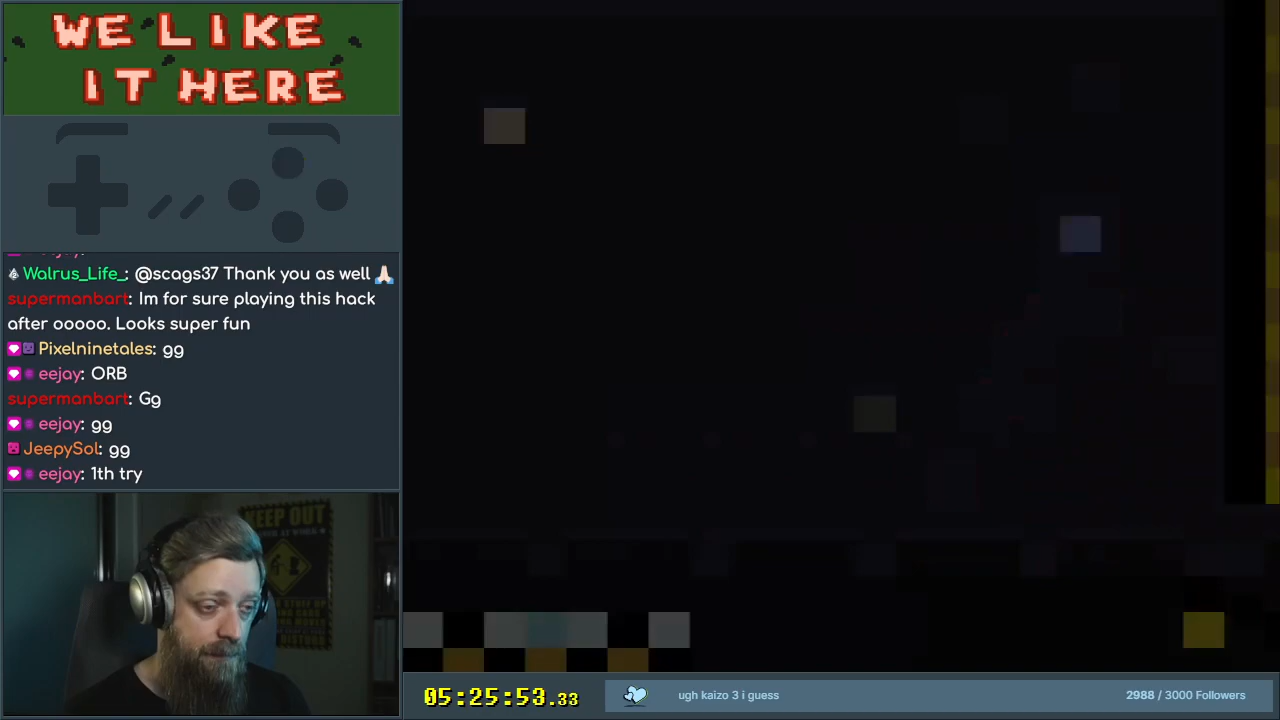 WE LIKE
IT HERE
Walrus_Life_: @scags37 Thank you as well 🙏🏻
supermanbart: Im for sure playing this hack
after ooooo. Looks super fun
Pixelninetales: gg
eejay: ORB
supermanbart: Gg
eejay: gg
JeepySol: gg
eejay: 1th try
KEEP OUT
05:25:53.33
ugh kaizo 3 i guess
2988 / 3000 Followers